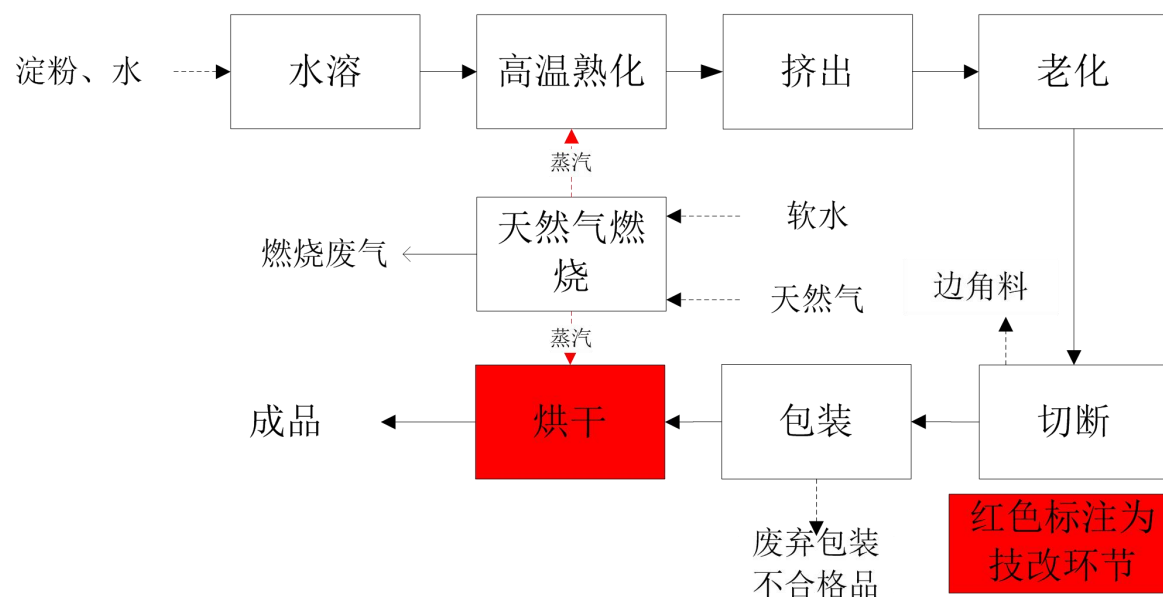 淀粉、水
水溶
高温熟化
挤出
老化
蒸汽
天然气燃
烧
软水
燃烧废气
天然气
边角料
蒸汽
成品
烘干
包装
切断
红色标注为
技改环节
废弃包装
不合格品